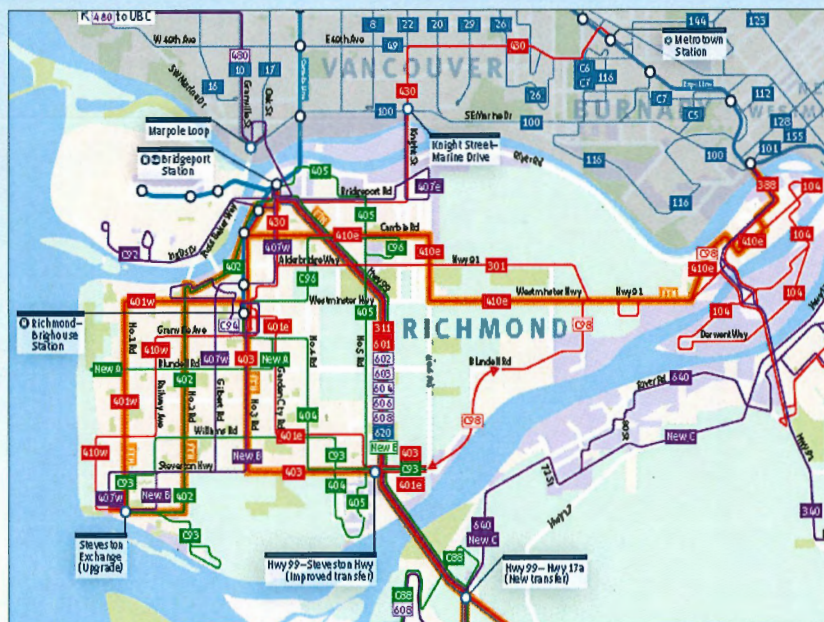 480 to UBC
W 49th Ave
E 49th Ave
8
22
20
29
26
144
123
Metrotown
Station
480
10
17
16
49
430
C6
C7
116
VANCOUVER
SW Marine Dr
Granville St
Oak St
430
26
C7
112
C5
BURNABY
128
155
Marpole Loop
100
SE Marine Dr
100
Knight Street–
Marine Drive
Knight St
River Rd
116
100
101
Bridgeport
Station
405
Bridgeport Rd
407e
116
388
104
405
430
Cambie Rd
410e
C96
410e
C92
402
407w
Alderbridge Way
Hwy 91
301
C98
410e
104
C96
Hwy 99
410e
104
401w
Westminster Hwy
405
Westminster Hwy
410e
Hwy 91
104
Richmond–
Brighouse
Station
C94
Granville Ave
401e
311
RICHMOND
C98
Derwent Way
No. 1 Rd
410w
601
New A
Blundell Rd
407w
403
New A
602
Blundell Rd
603
402
604
606
608
401w
Railway Ave
No. 2 Rd
Gilbert Rd
No. 3 Rd
Garden City Rd
No. 4 Rd
No. 5 Rd
404
River Rd
640
C98
Williams Rd
401e
620
New E
New C
410w
Steveston Hwy
New B
403
C93
403
C93
401e
72 St
C93
407w
New B
402
404
405
Hwy 17
640
New C
340
Steveston
Exchange
(Upgrade)
C93
Hwy 99–Steveston Hwy
(Improved transfer)
C88
Hwy 99– Hwy 17a
(New transfer)
C88
608